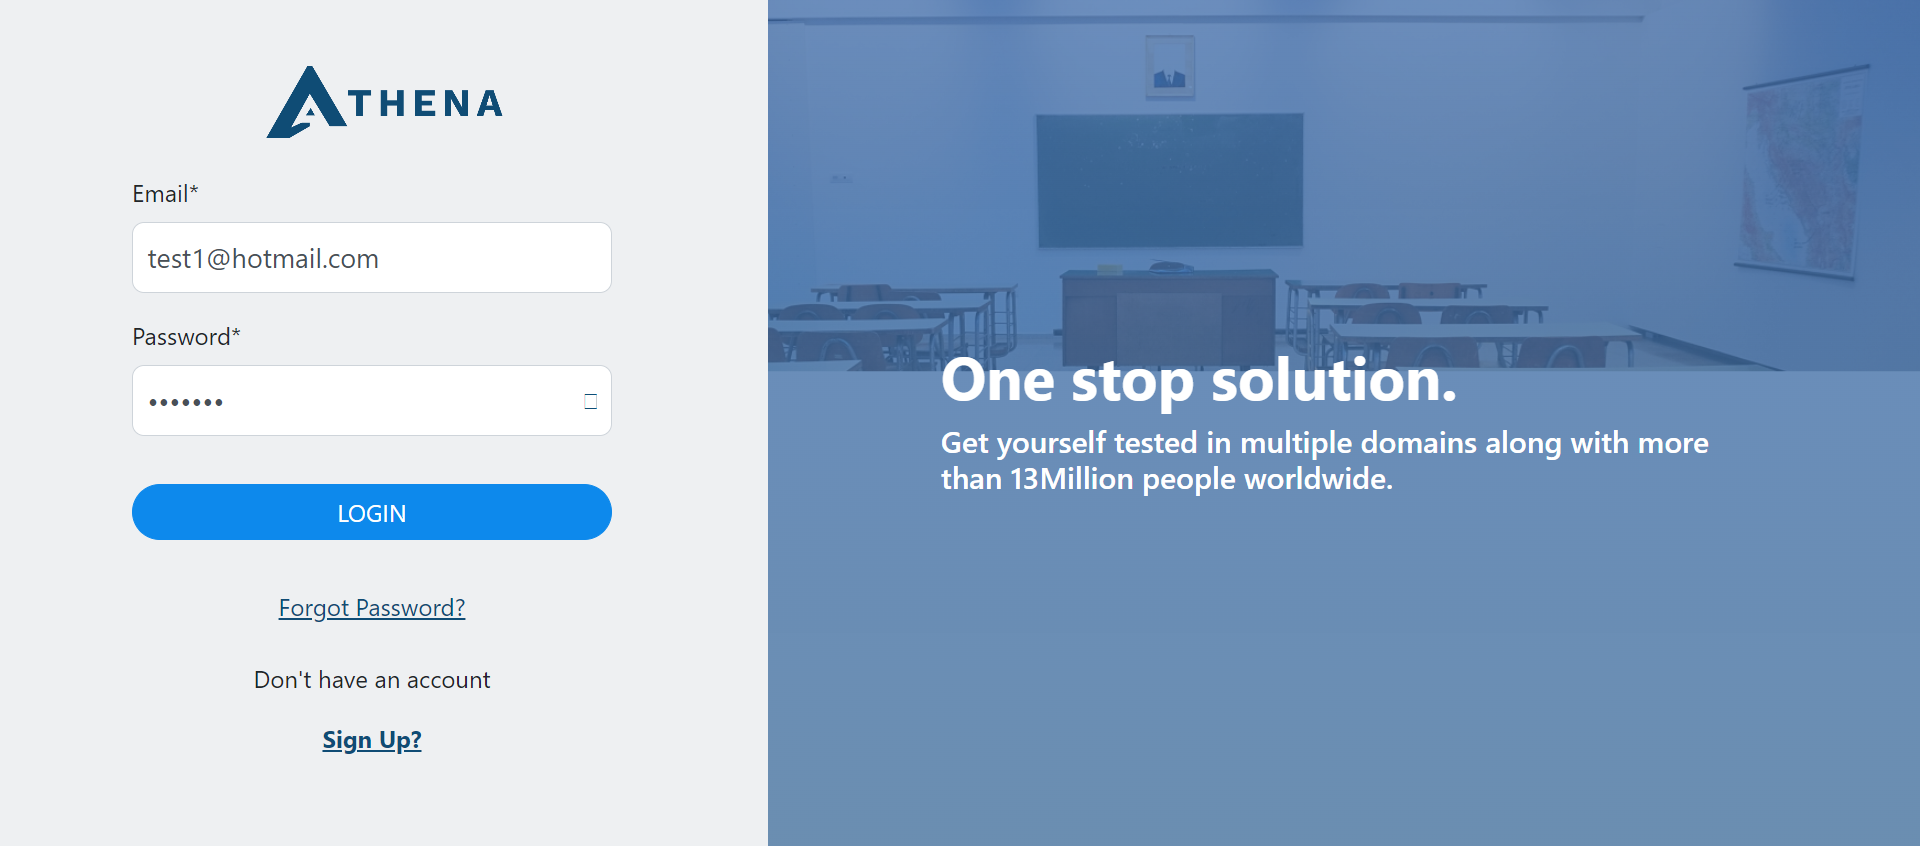 ATHENA
Email*
test1@hotmail.com
Password*
•••••••
LOGIN
Forgot Password?
Don't have an account
Sign Up?
One stop solution.
Get yourself tested in multiple domains along with more
than 13Million people worldwide.